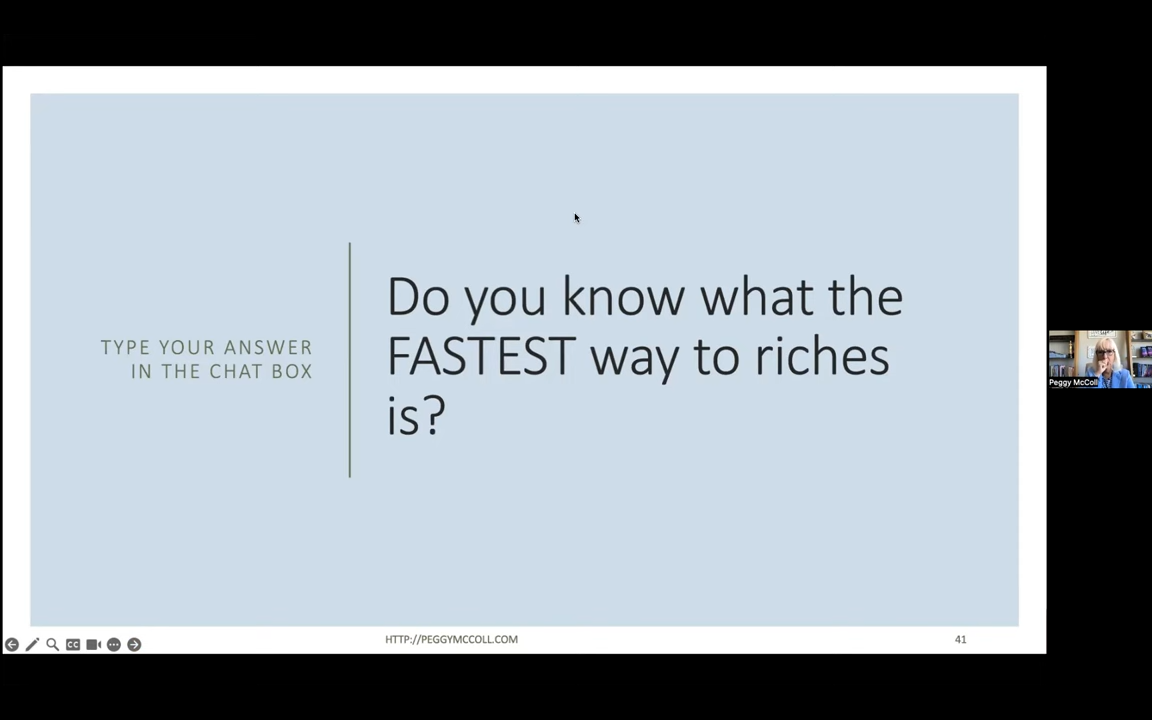 Do you know what the
FASTEST way to riches
is?
TYPE YOUR ANSWER
IN THE CHAT BOX
Peggy McColl
HTTP://PEGGYMCCOLL.COM
41
CC